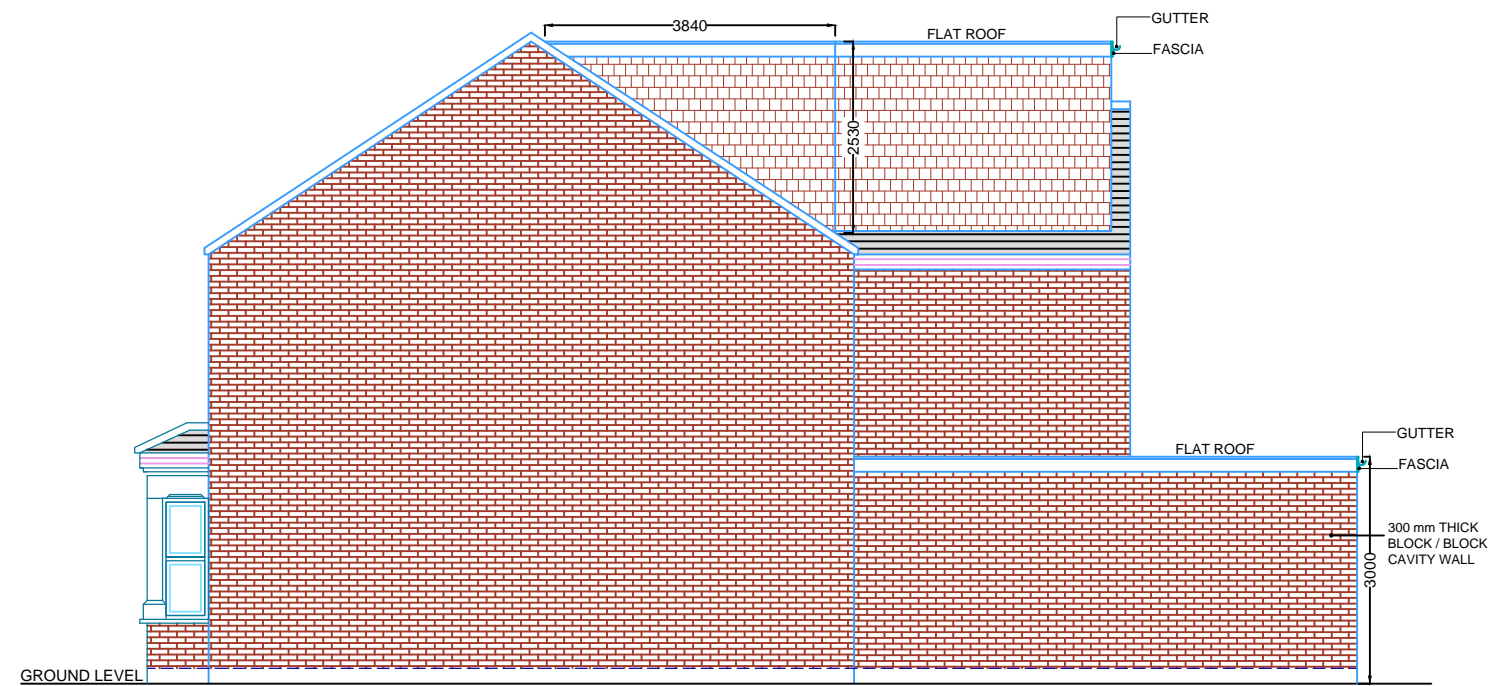 GUTTER
3840
FLAT ROOF
FASCIA
2530
GUTTER
FLAT ROOF
FASCIA
300 mm THICK
BLOCK / BLOCK
CAVITY WALL
3000
GROUND LEVEL